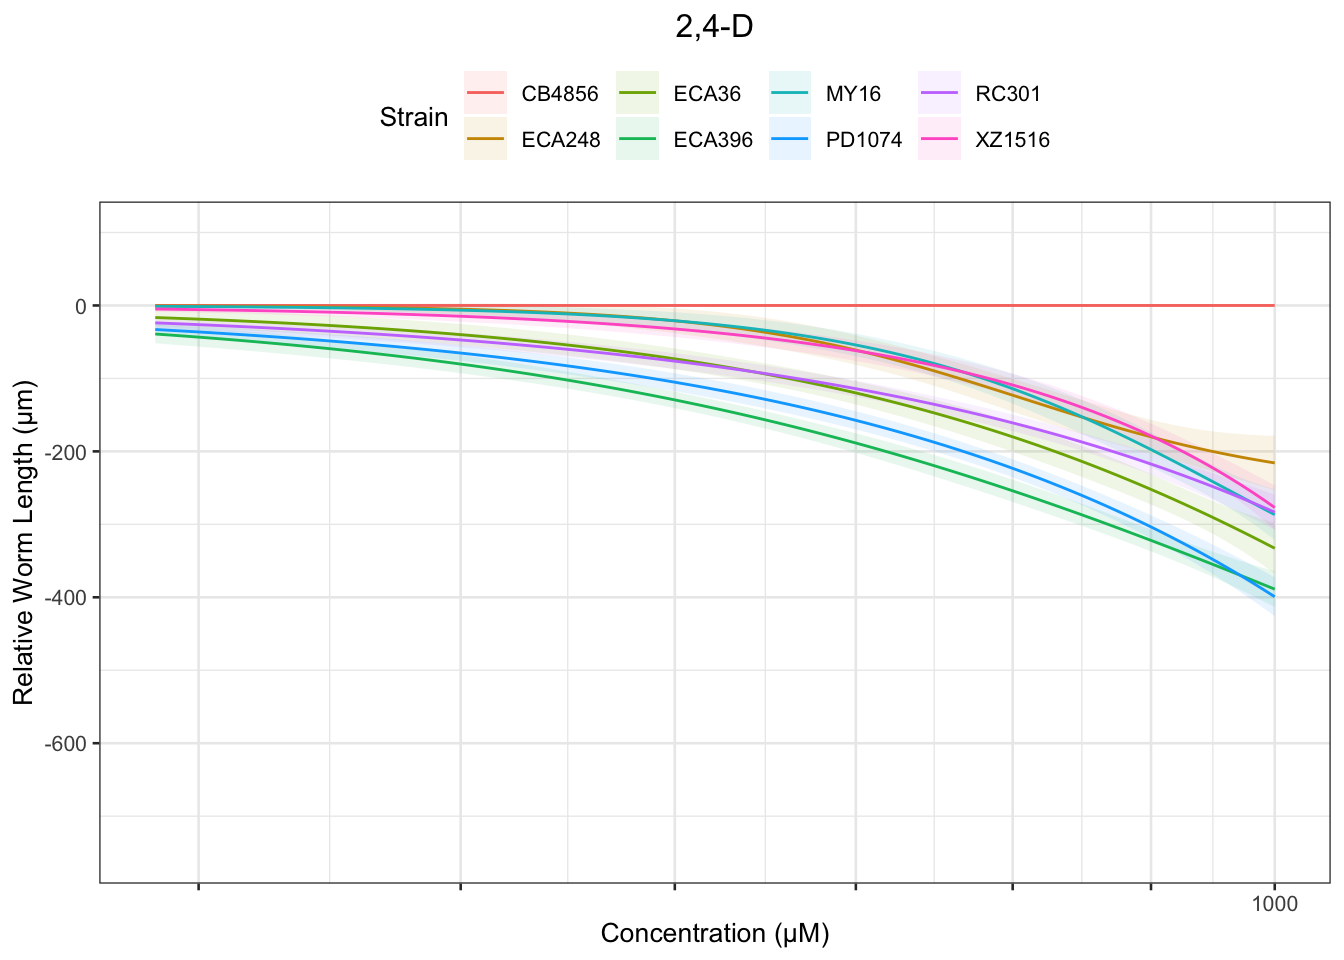 2,4-D
Strain
CB4856 ECA36 MY16 RC301
ECA248 ECA396 PD1074 XZ1516
Relative Worm Length (µm)
0
-200
-400
-600
1000
Concentration (µM)